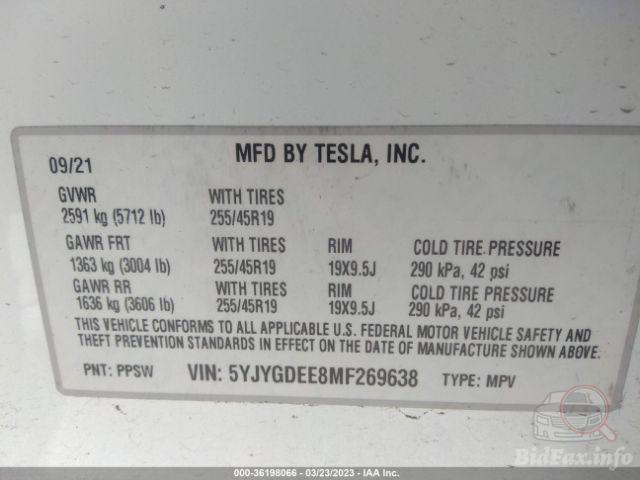 MFD BY TESLA, INC.
09/21
GVWR WITH TIRES
2591 kg (5712 lb) 255/45R19
GAWR FRT WITH TIRES RIM COLD TIRE PRESSURE
1363 kg (3004 lb) 255/45R19 19X9.5J 290 kPa, 42 psi
GAWR RR WITH TIRES RIM COLD TIRE PRESSURE
1636 kg (3606 lb) 255/45R19 19X9.5J 290 kPa, 42 psi
THIS VEHICLE CONFORMS TO ALL APPLICABLE U.S. FEDERAL MOTOR VEHICLE SAFETY AND
THEFT PREVENTION STANDARDS IN EFFECT ON THE DATE OF MANUFACTURE SHOWN ABOVE.
PNT: PPSW VIN: 5YJYGDEE8MF269638 TYPE: MPV
BidFax.info
000-36198066 — 03/23/2023 — IAA Inc.